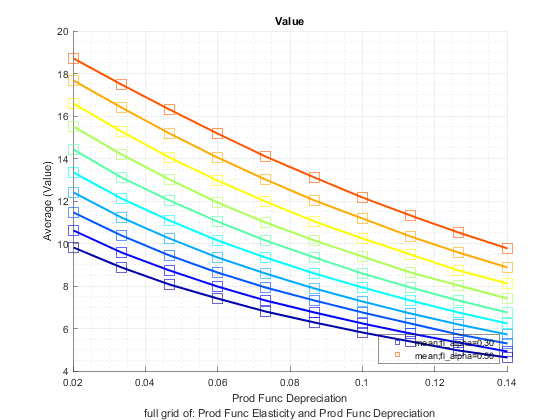 Value
20
18
16
14
12
10
8
6
4
Average (Value)
mean;fl_alpha=0.30
mean;fl_alpha=0.50
0.02
0.04
0.06
0.08
0.1
0.12
0.14
Prod Func Depreciation
full grid of: Prod Func Elasticity and Prod Func Depreciation